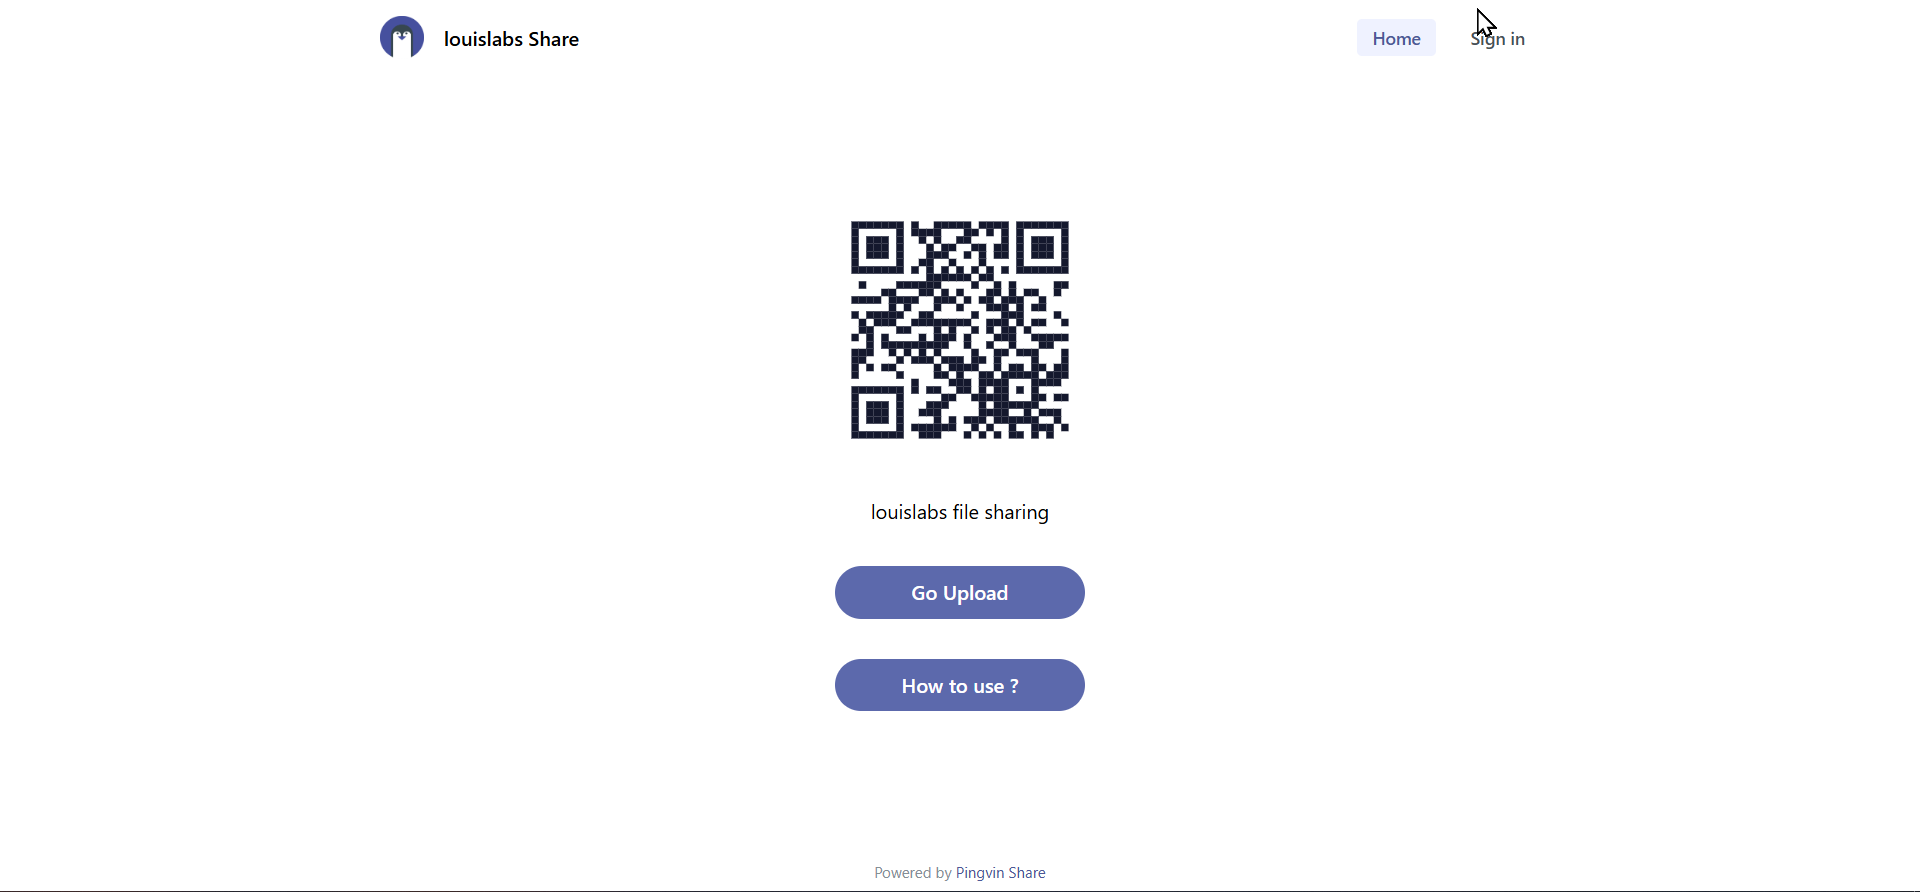 louislabs Share
Home
Sign in
louislabs file sharing
Go Upload
How to use ?
Powered by Pingvin Share